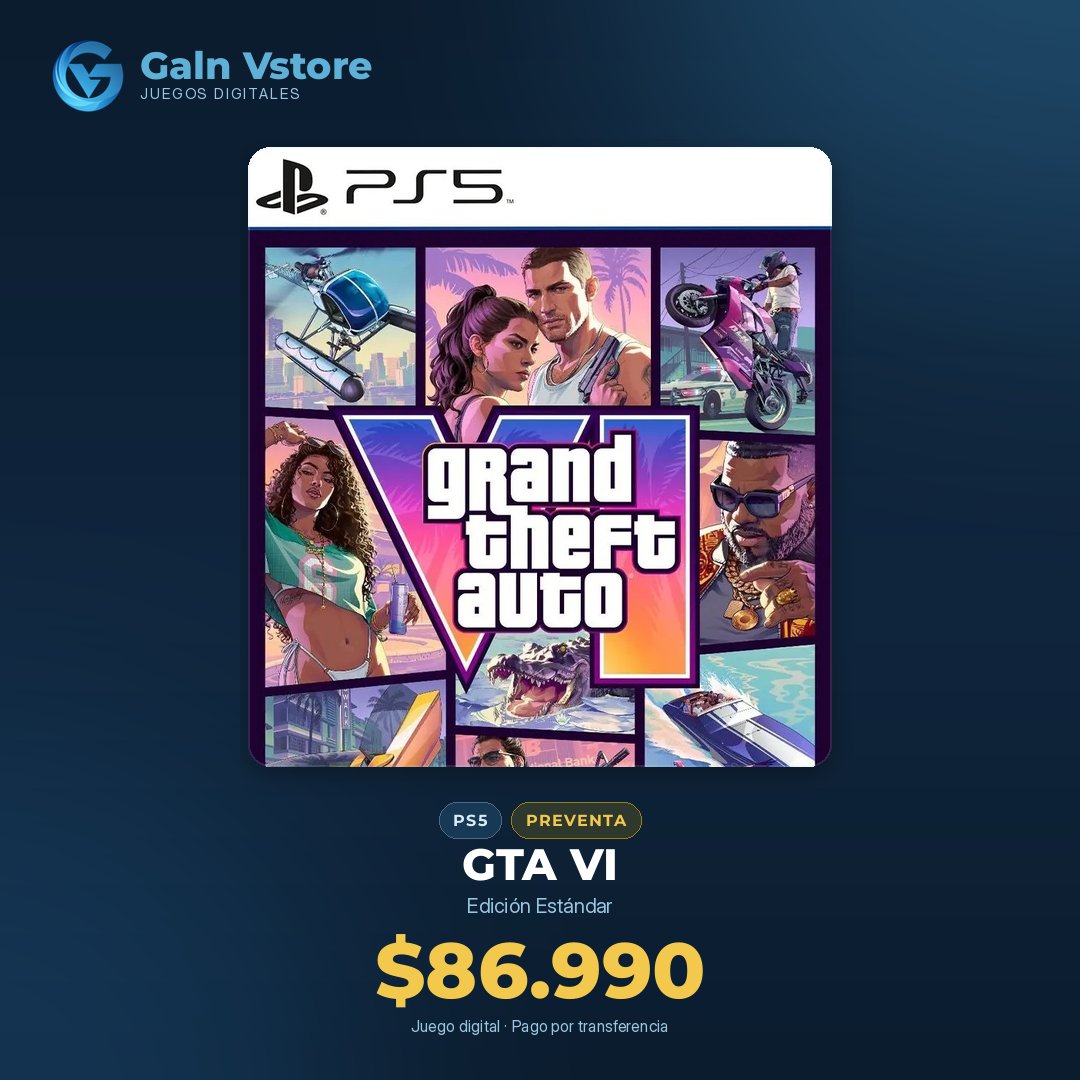 GaIn Vstore
JUEGOS DIGITALES
PS5
grand
theft
auto
VI
PS5 PREVENTA
GTA VI
Edición Estándar
$86.990
Juego digital · Pago por transferencia